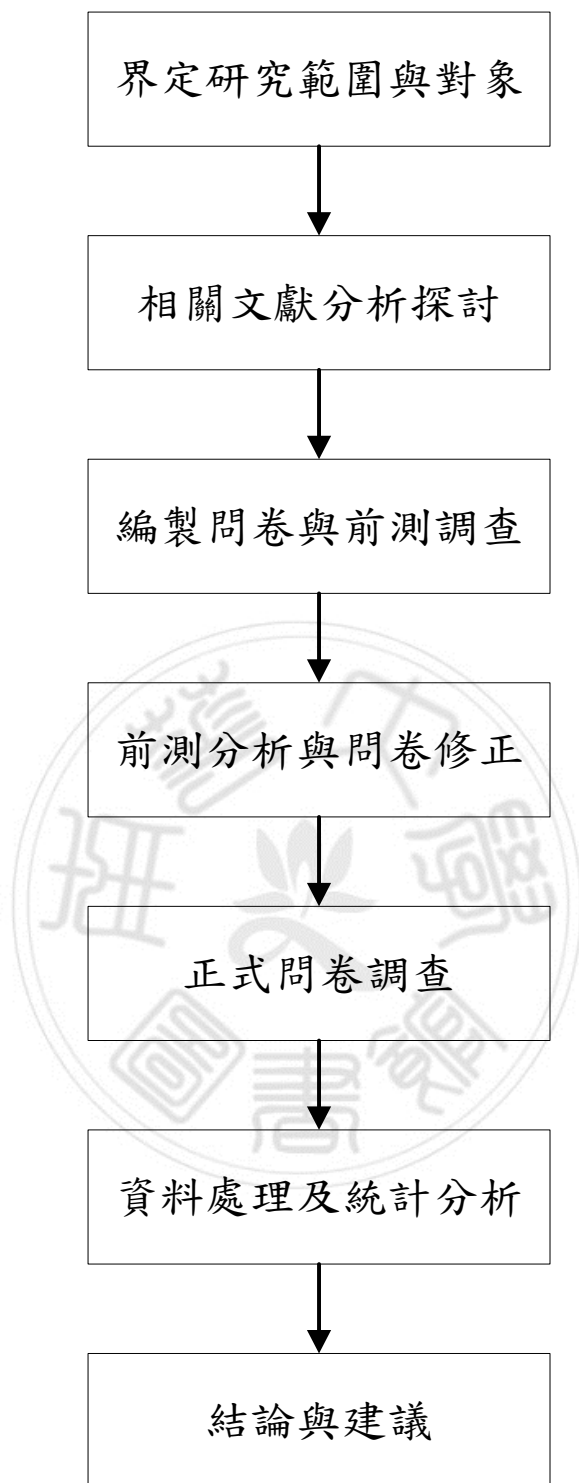 界定研究範圍與對象
相關文獻分析探討
編製問卷與前測調查
前測分析與問卷修正
正式問卷調查
資料處理及統計分析
結論與建議